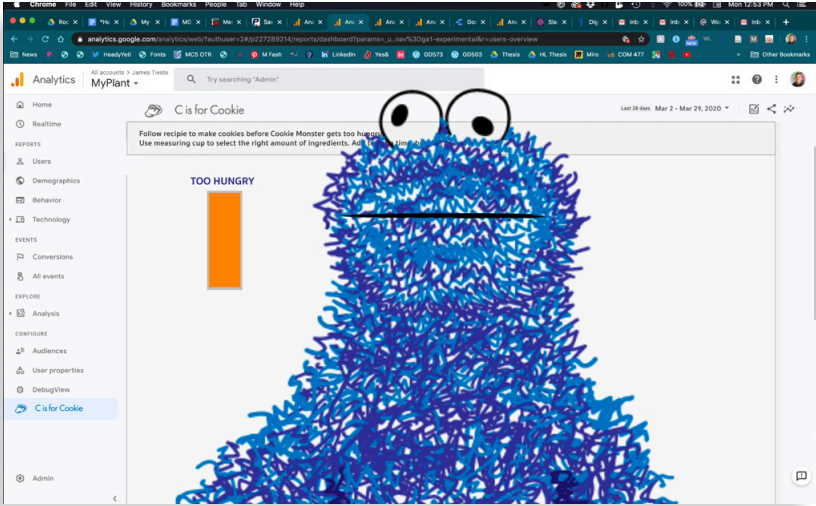 Chrome File Edit View History Bookmarks People Tab Window Help
100%
Mon 12:53 PM
analytics.google.com/analytics/web/?authuser=2#/p227289214/reports/dashboard?params=_u..nav%3Dga1-experimental&r=users-overview
News HeadyYeti Fonts MCS OTR M Fash LinkedIn Yes& GD573 GD503 Thesis HL Thesis Miro COM 477 » Other Bookmarks
Analytics
All accounts > James Tiesto
MyPlant
Try searching "Admin"
Home
Realtime
REPORTS
Users
Demographics
Behavior
Technology
EVENTS
Conversions
All events
EXPLORE
Analysis
CONFIGURE
Audiences
User properties
DebugView
C is for Cookie
Admin
C is for Cookie
Last 28 days Mar 2 - Mar 29, 2020
Follow recipie to make cookies before Cookie Monster gets too hungry
Use measuring cup to select the right amount of ingredients.
TOO HUNGRY